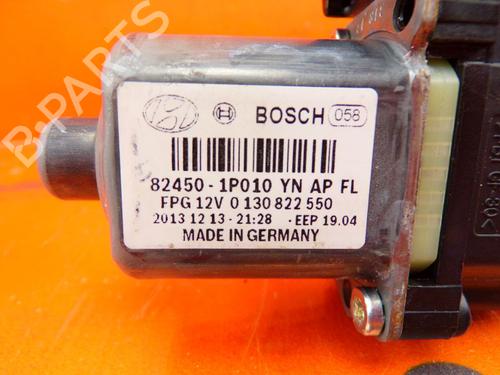 BOSCH 058
82450 - 1P010 YN AP FL
FPG 12V 0 130 822 550
2013 12 13 - 21:28 - EEP 19.04
MADE IN GERMANY
B-PARTS